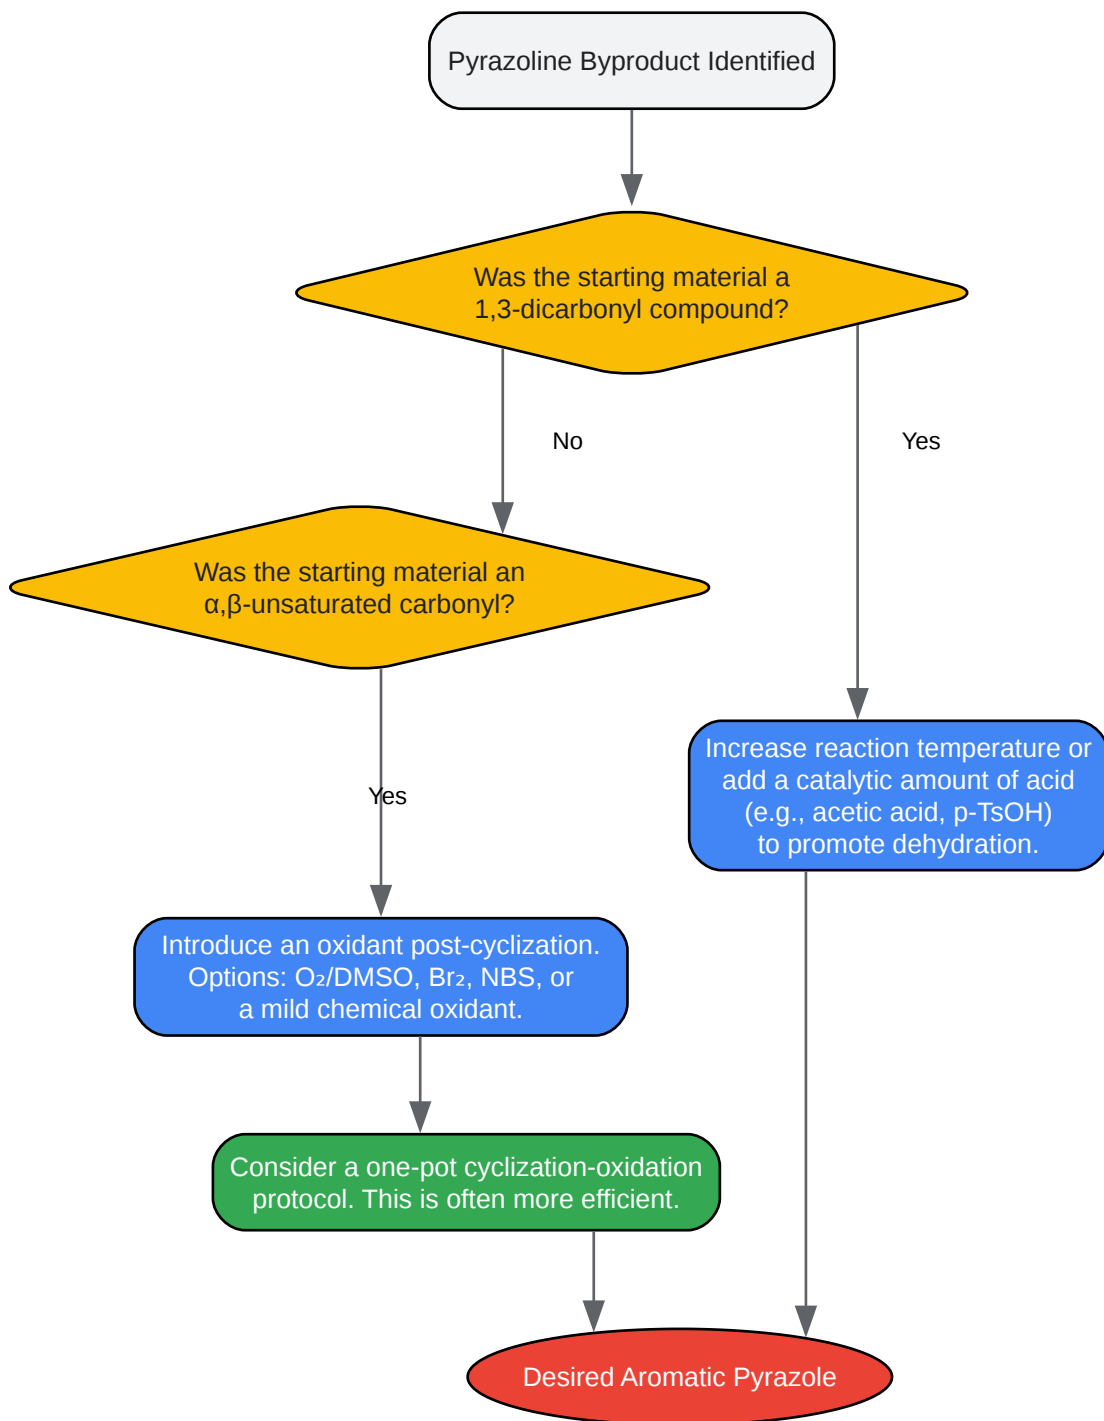 Pyrazoline Byproduct Identified
Was the starting material a
1,3-dicarbonyl compound?
No
Yes
Was the starting material an
α,β-unsaturated carbonyl?
Increase reaction temperature or
add a catalytic amount of acid
(e.g., acetic acid, p-TsOH)
to promote dehydration.
Yes
Introduce an oxidant post-cyclization.
Options: O₂/DMSO, Br₂, NBS, or
a mild chemical oxidant.
Consider a one-pot cyclization-oxidation
protocol. This is often more efficient.
Desired Aromatic Pyrazole